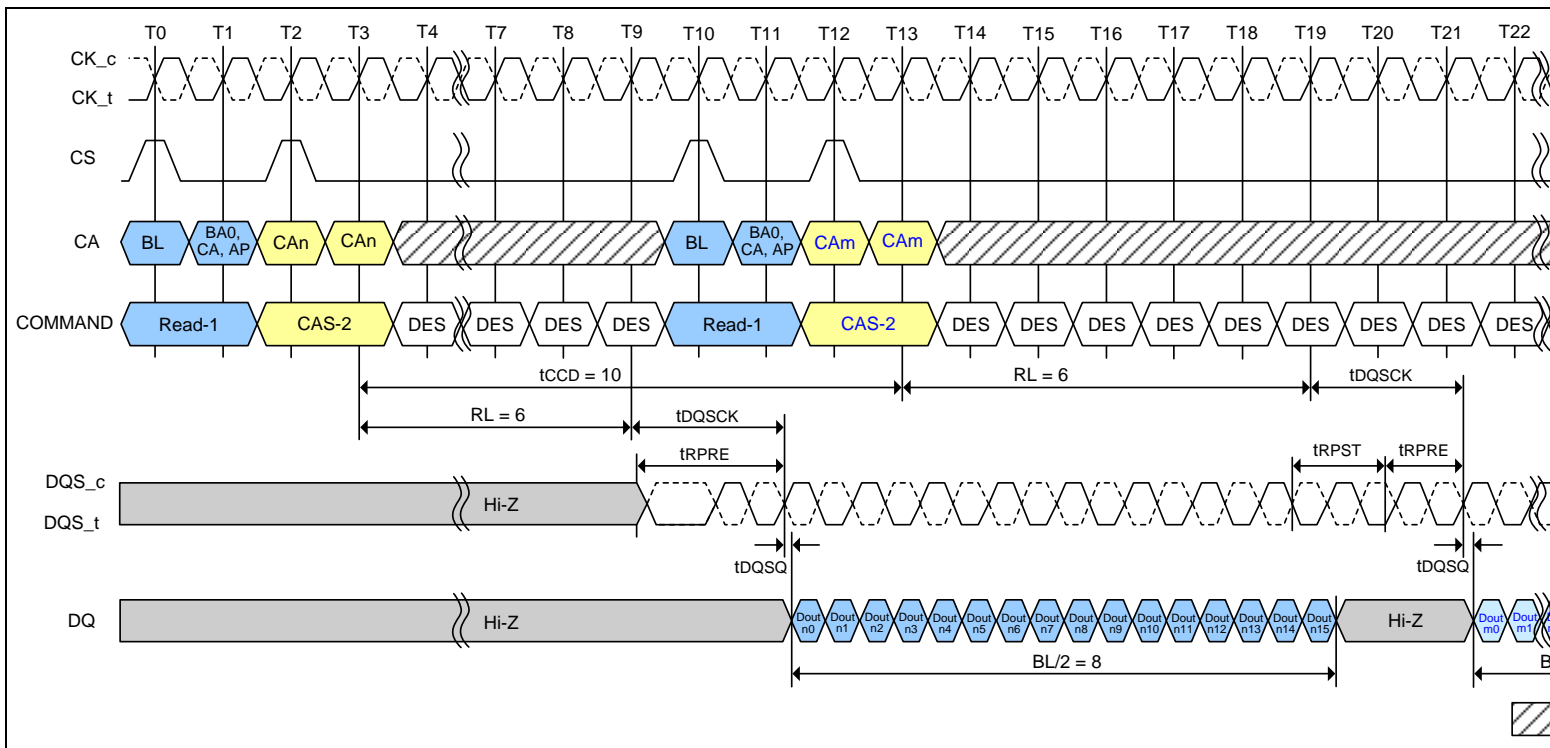 T0 T1 T2 T3 T4 T7 T8 T9 T10 T11 T12 T13 T14 T15 T16 T17 T18 T19 T20 T21 T22
CK_c
CK_t
CS
CA
BL
BA0,
CA, AP
CAn
CAn
BL
BA0,
CA, AP
CAm
CAm
COMMAND
Read-1
CAS-2
DES
DES
DES
DES
Read-1
CAS-2
DES
DES
DES
DES
DES
DES
DES
DES
DES
tCCD = 10
RL = 6
tDQSCK
RL = 6
tDQSCK
tRPRE
tRPST
tRPRE
DQS_c
DQS_t
Hi-Z
tDQSQ
tDQSQ
DQ
Hi-Z
Dout
n0
Dout
n1
Dout
n2
Dout
n3
Dout
n4
Dout
n5
Dout
n6
Dout
n7
Dout
n8
Dout
n9
Dout
n10
Dout
n11
Dout
n12
Dout
n13
Dout
n14
Dout
n15
Hi-Z
Dout
m0
Dout
m1
BL/2 = 8
B